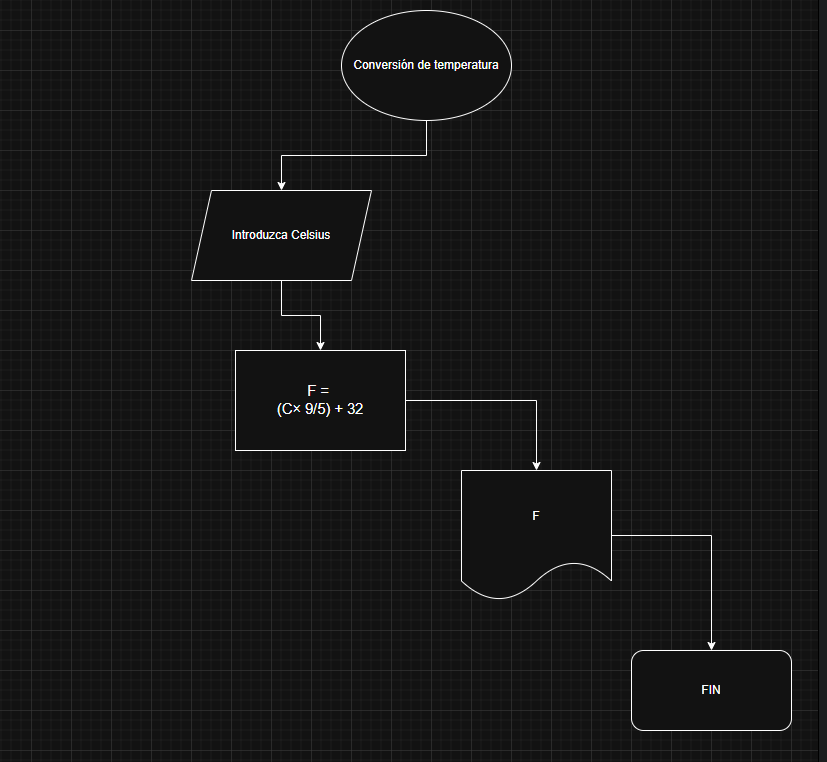 Conversión de temperatura
Introduzca Celsius
F =
(C× 9/5) + 32
F
FIN